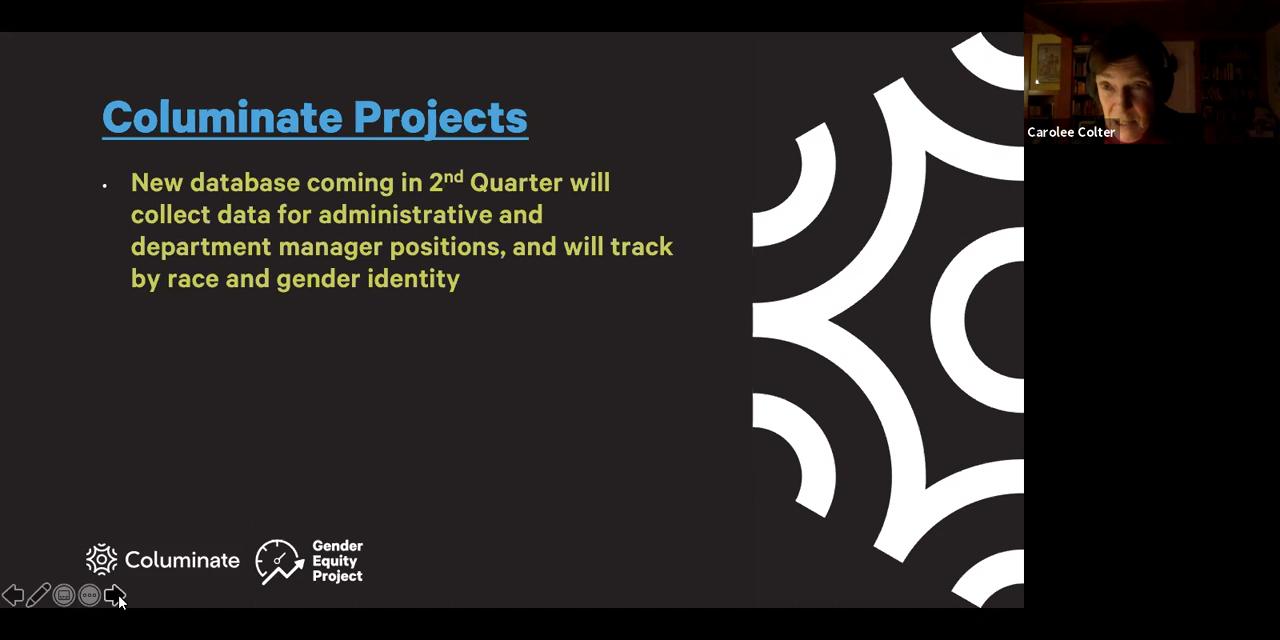 Columinate Projects
• New database coming in 2nd Quarter will
collect data for administrative and
department manager positions, and will track
by race and gender identity
Columinate
Gender
Equity
Project
Carolee Colter